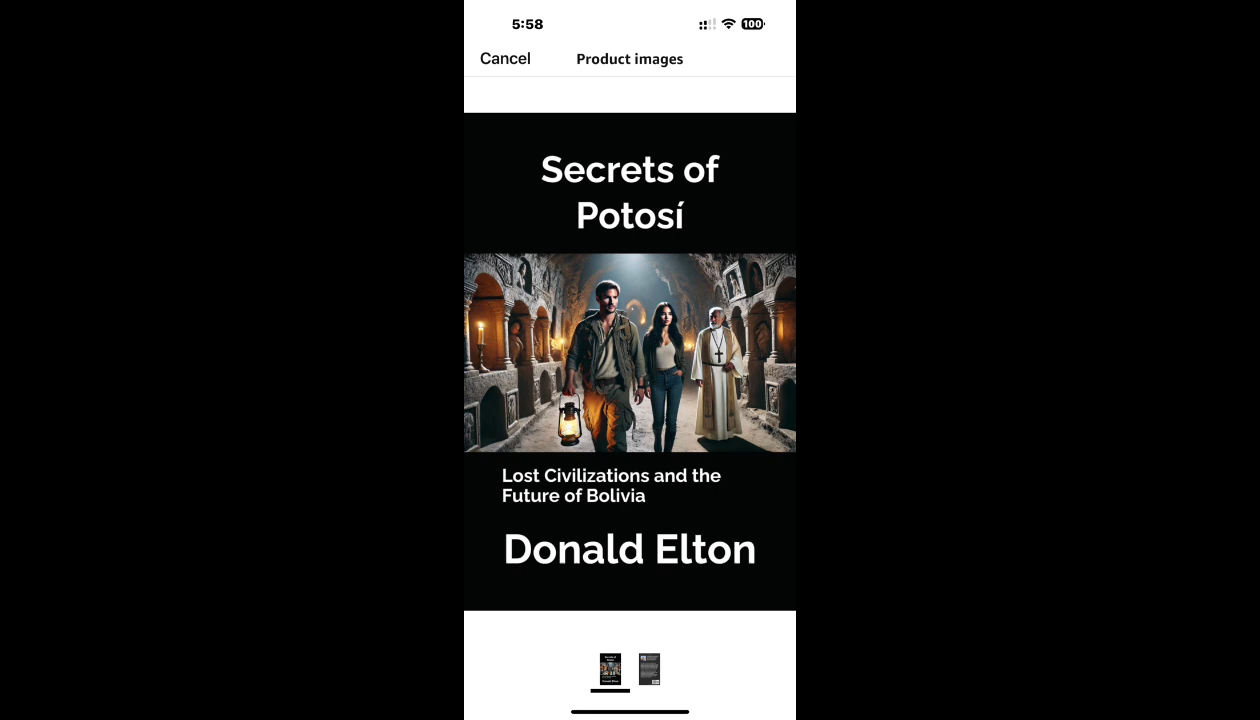 5:58
100
Cancel
Product images
Secrets of
Potosí
Lost Civilizations and the
Future of Bolivia
Donald Elton